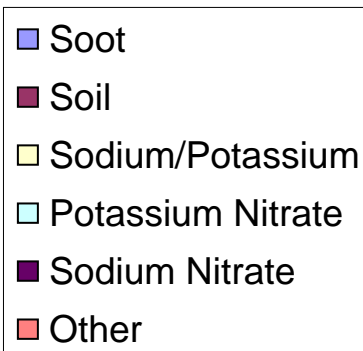 Soot
Soil
Sodium/Potassium
Potassium Nitrate
Sodium Nitrate
Other